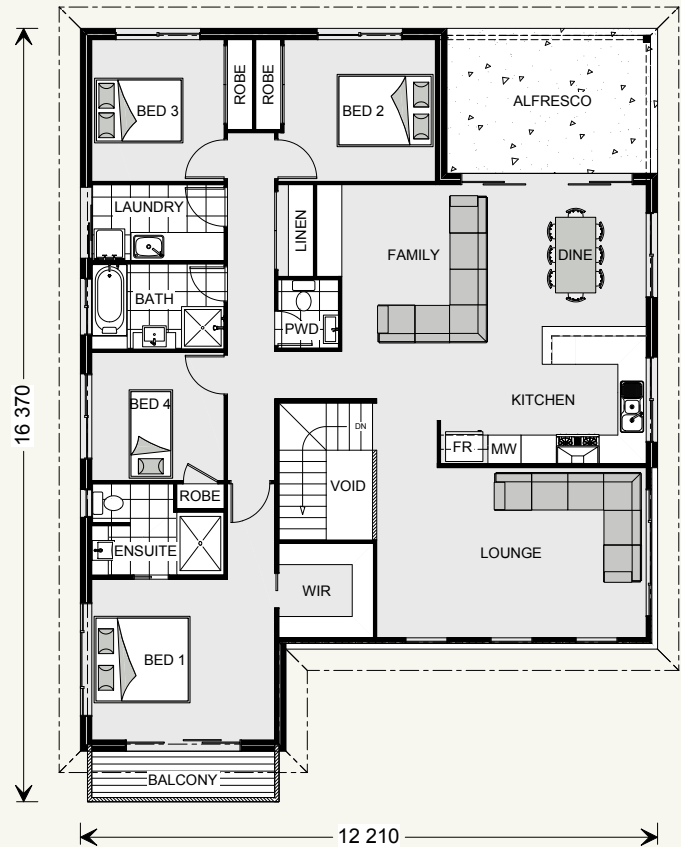 ROBE
ROBE
BED 3
BED 2
ALFRESCO
LAUNDRY
LINEN
FAMILY
DINE
BATH
PWD
16 370
BED 4
KITCHEN
DN
FR
MW
VOID
ROBE
ENSUITE
LOUNGE
WIR
BED 1
BALCONY
12 210